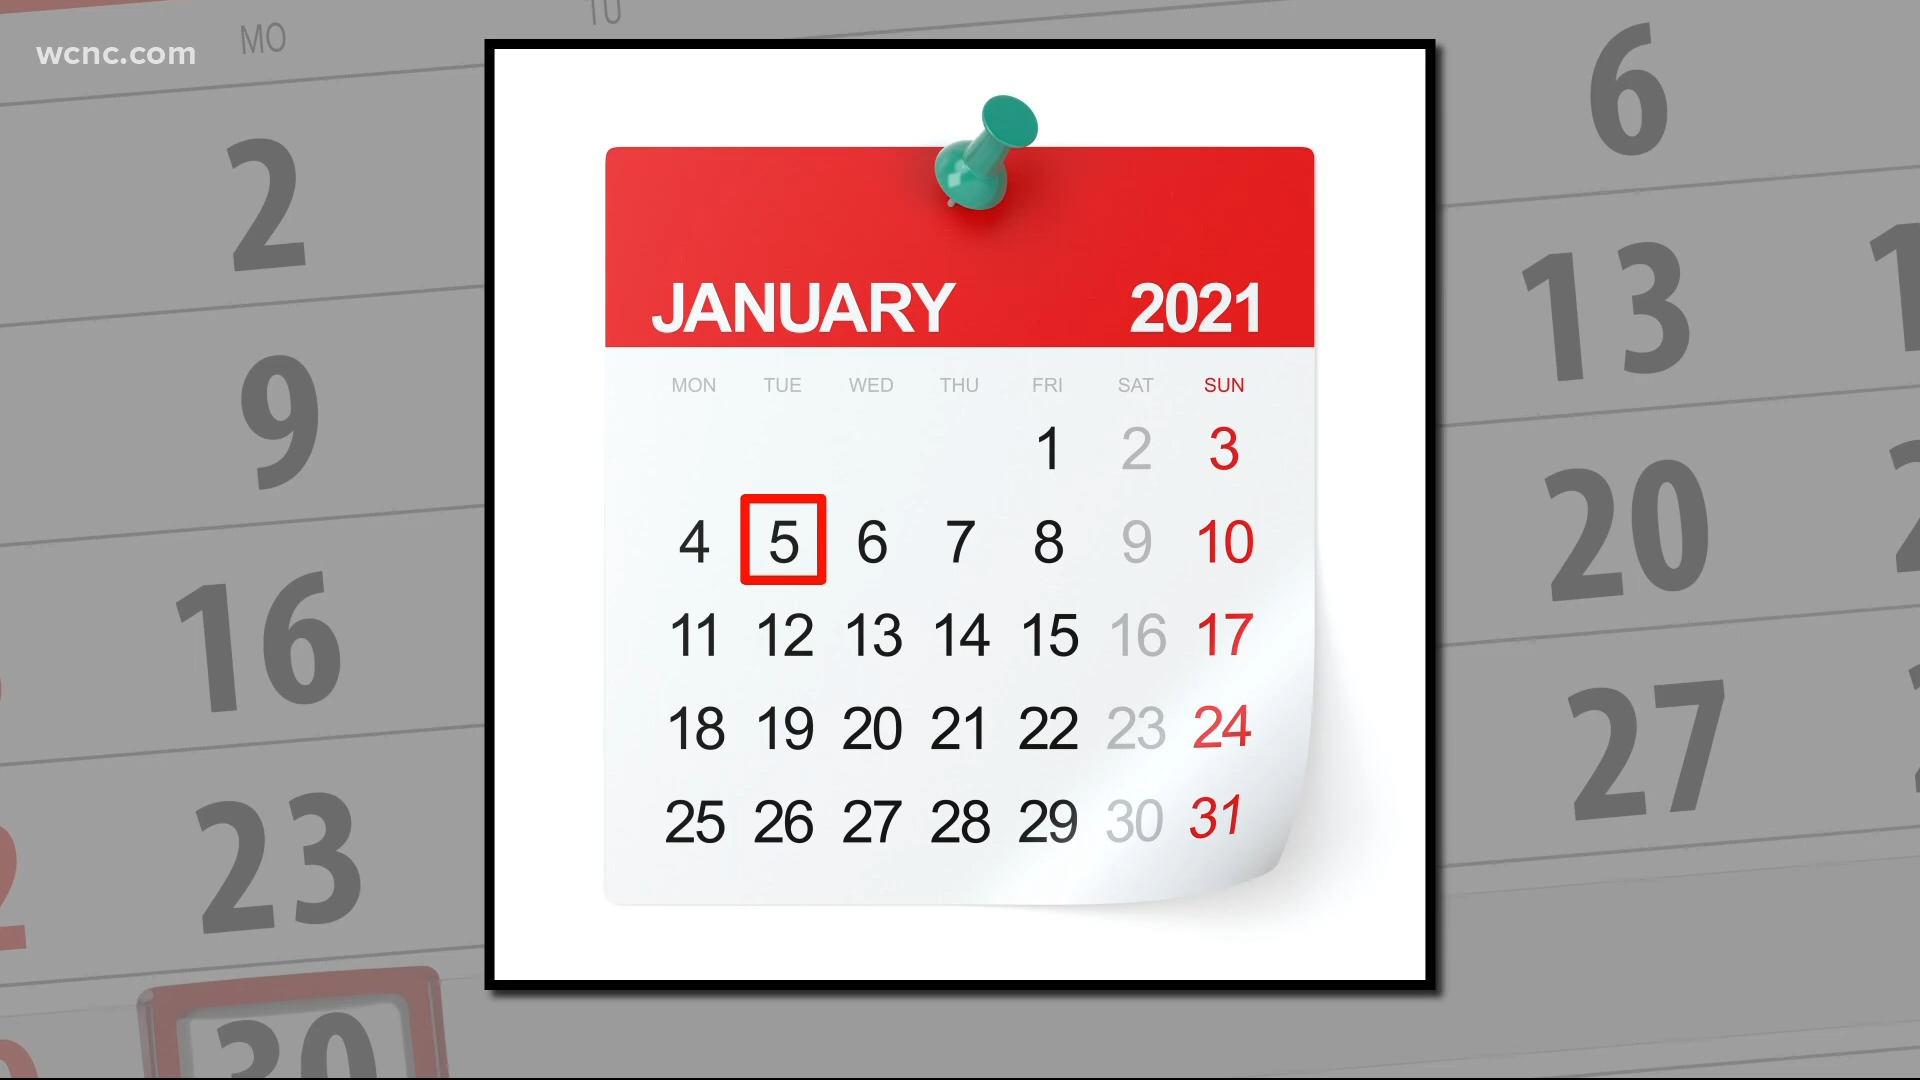 wcnc.com
MO
TU
2
9
16
23
30
6
13
20
27
JANUARY 2021
MON TUE WED THU FRI SAT SUN
1 2 3
4 5 6 7 8 9 10
11 12 13 14 15 16 17
18 19 20 21 22 23 24
25 26 27 28 29 30 31